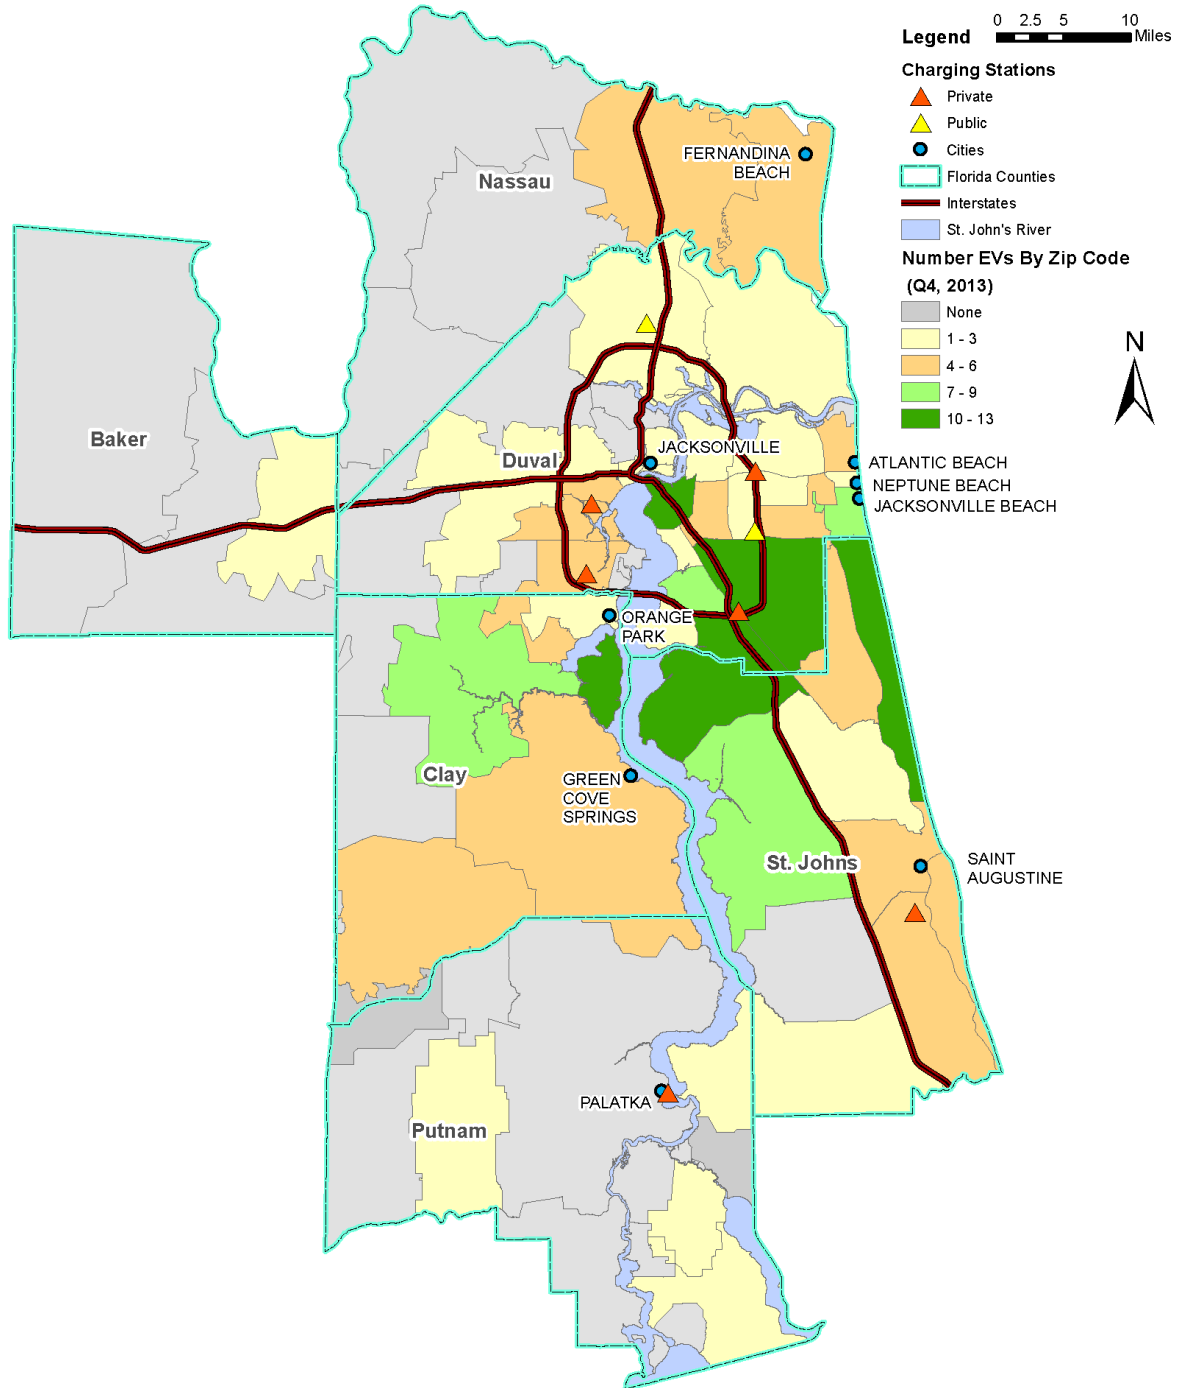 Legend
0 2.5 5 10
Miles
Charging Stations
Private
Public
Cities
Florida Counties
Interstates
St. John's River
Number EVs By Zip Code
(Q4, 2013)
None
1 - 3
4 - 6
7 - 9
10 - 13
N
FERNANDINA
BEACH
Nassau
Baker
Duval
JACKSONVILLE
ATLANTIC BEACH
NEPTUNE BEACH
JACKSONVILLE BEACH
ORANGE
PARK
Clay
GREEN
COVE
SPRINGS
St. Johns
SAINT
AUGUSTINE
PALATKA
Putnam